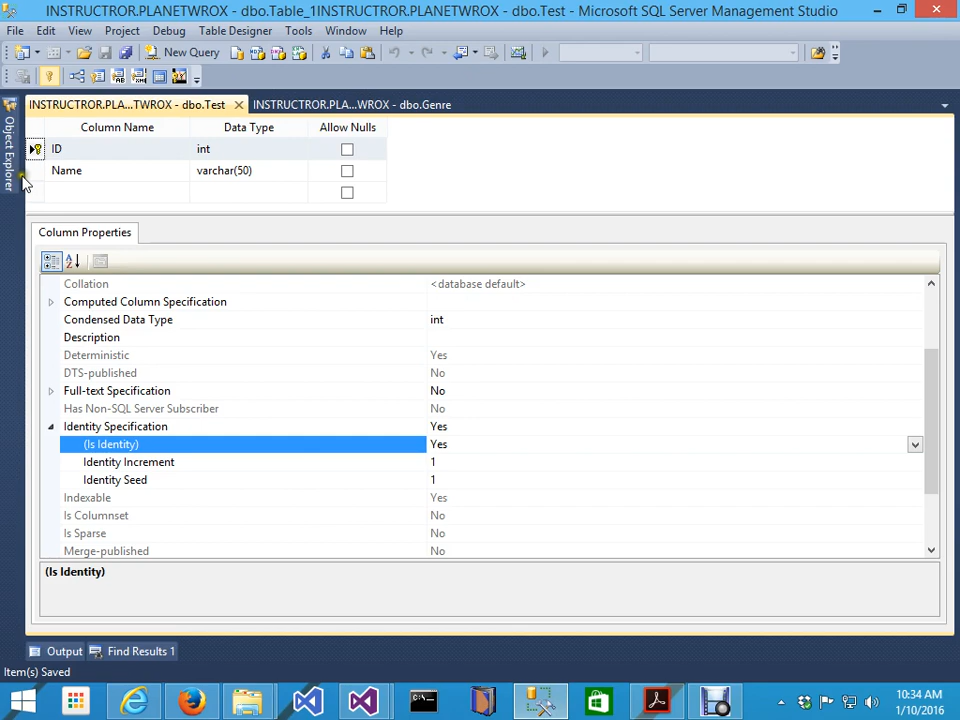 INSTRUCTROR.PLANETWROX - dbo.Table_1INSTRUCTROR.PLANETWROX - dbo.Test - Microsoft SQL Server Management Studio
File Edit View Project Debug Table Designer Tools Window Help
New Query
INSTRUCTROR.PLA...TWROX - dbo.Test INSTRUCTROR.PLA...WROX - dbo.Genre
Object Explorer
Column Name Data Type Allow Nulls
ID int
Name varchar(50)
Column Properties
Collation <database default>
Computed Column Specification
Condensed Data Type int
Description
Deterministic Yes
DTS-published No
Full-text Specification No
Has Non-SQL Server Subscriber No
Identity Specification Yes
(Is Identity) Yes
Identity Increment 1
Identity Seed 1
Indexable Yes
Is Columnset No
Is Sparse No
Merge-published No
(Is Identity)
Output Find Results 1
Item(s) Saved
10:34 AM
1/10/2016